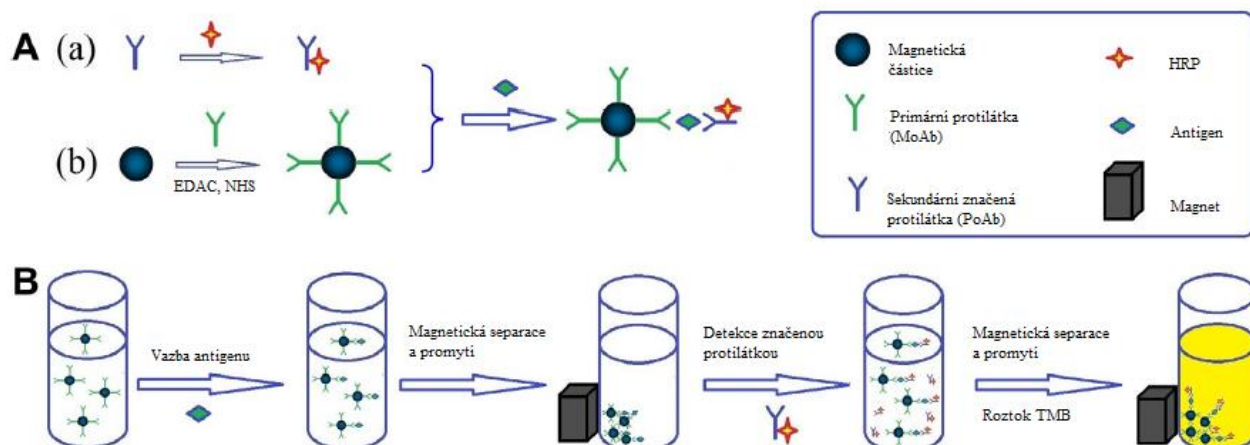 A (a)
(b)
EDAC, NHS
Magnetická
částice
Primární protilátka
(MoAb)
Sekundární značená
protilátka (PoAb)
HRP
Antigen
Magnet
B
Vazba antigenu
Magnetická separace
a promytí
Detekce značenou
protilátkou
Magnetická separace
a promytí
Roztok TMB